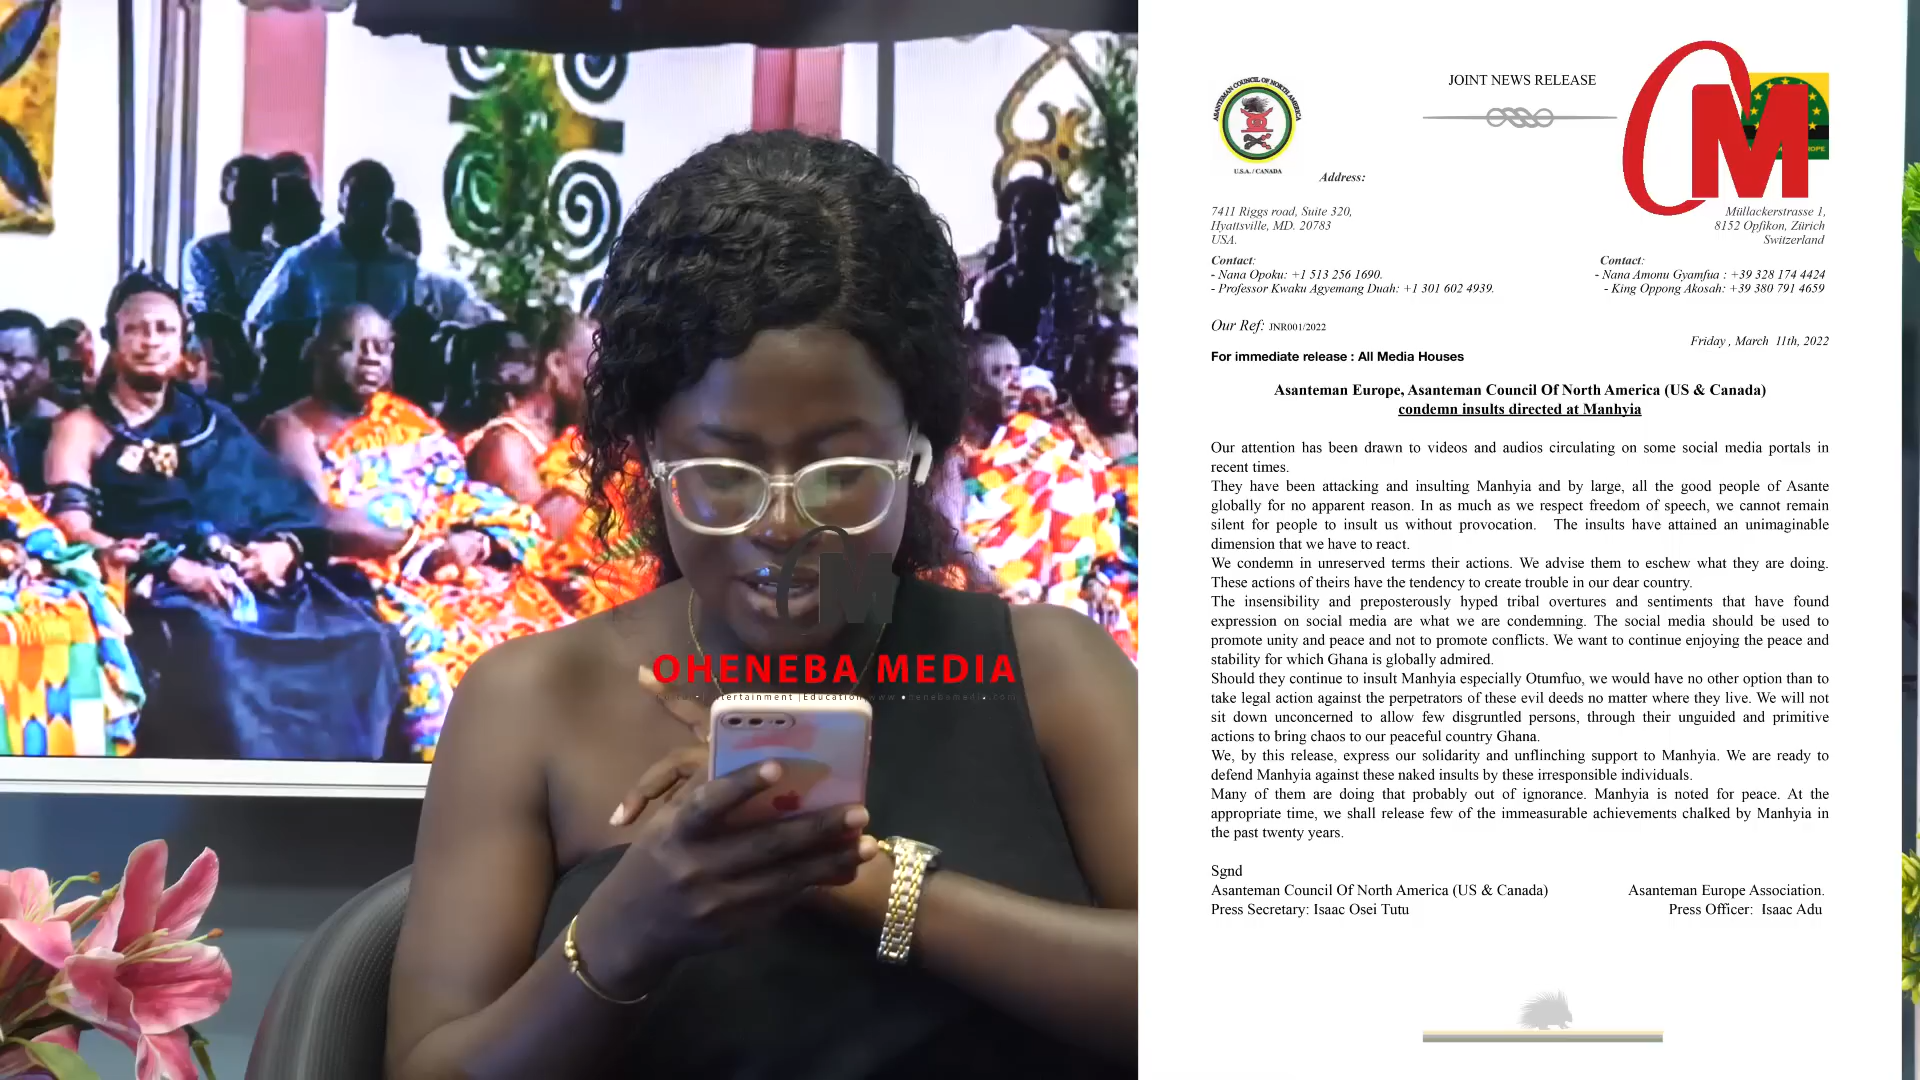 OHENEBA MEDIA
JOINT NEWS RELEASE
ASANTEMAN COUNCIL OF NORTH AMERICA
U.S.A. / CANADA
M
M
OPE
Address:
7411 Riggs road, Suite 320,
Hyattsville, MD. 20783
USA.
Müllackerstrasse 1,
8152 Opfikon, Zürich
Switzerland
Contact:
- Nana Opoku: +1 513 256 1690.
- Professor Kwaku Agyemang Duah: +1 301 602 4939.
Contact:
- Nana Amonu Gyamfua : +39 328 174 4424
- King Oppong Akosah: +39 380 791 4659
Our Ref: JNR001/2022
Friday , March 11th, 2022
For immediate release : All Media Houses
Asanteman Europe, Asanteman Council Of North America (US & Canada)
condemn insults directed at Manhyia
Our attention has been drawn to videos and audios circulating on some social media portals in
recent times.
They have been attacking and insulting Manhyia and by large, all the good people of Asante
globally for no apparent reason. In as much as we respect freedom of speech, we cannot remain
silent for people to insult us without provocation. The insults have attained an unimaginable
dimension that we have to react.
We condemn in unreserved terms their actions. We advise them to eschew what they are doing.
These actions of theirs have the tendency to create trouble in our dear country.
The insensibility and preposterously hyped tribal overtures and sentiments that have found
expression on social media are what we are condemning. The social media should be used to
promote unity and peace and not to promote conflicts. We want to continue enjoying the peace and
stability for which Ghana is globally admired.
Should they continue to insult Manhyia especially Otumfuo, we would have no other option than to
take legal action against the perpetrators of these evil deeds no matter where they live. We will not
sit down unconcerned to allow few disgruntled persons, through their unguided and primitive
actions to bring chaos to our peaceful country Ghana.
We, by this release, express our solidarity and unflinching support to Manhyia. We are ready to
defend Manhyia against these naked insults by these irresponsible individuals.
Many of them are doing that probably out of ignorance. Manhyia is noted for peace. At the
appropriate time, we shall release few of the immeasurable achievements chalked by Manhyia in
the past twenty years.
Sgnd
Asanteman Council Of North America (US & Canada)
Press Secretary: Isaac Osei Tutu
Asanteman Europe Association.
Press Officer: Isaac Adu